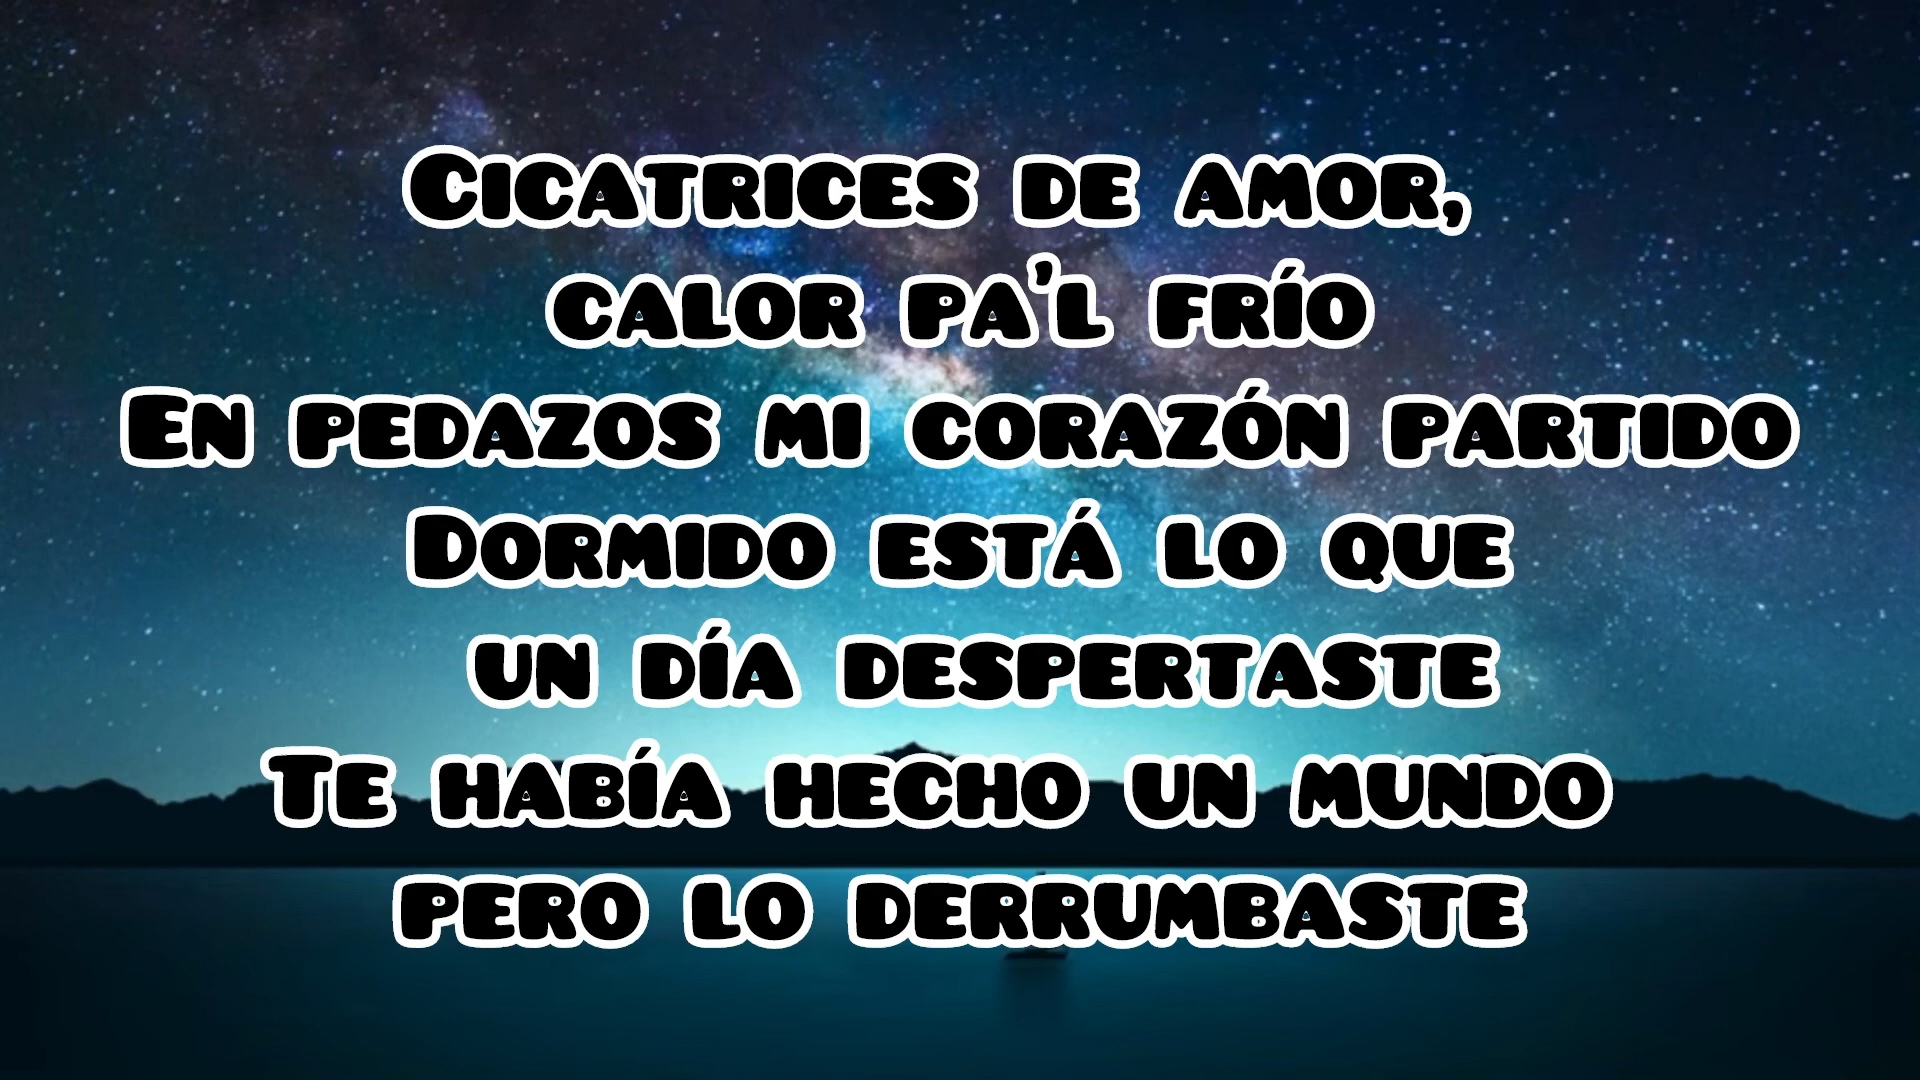 Cicatrices de amor,
calor pa'l frío
En pedazos mi corazón partido
Dormido está lo que
un día despertaste
Te había hecho un mundo
pero lo derrumbaste